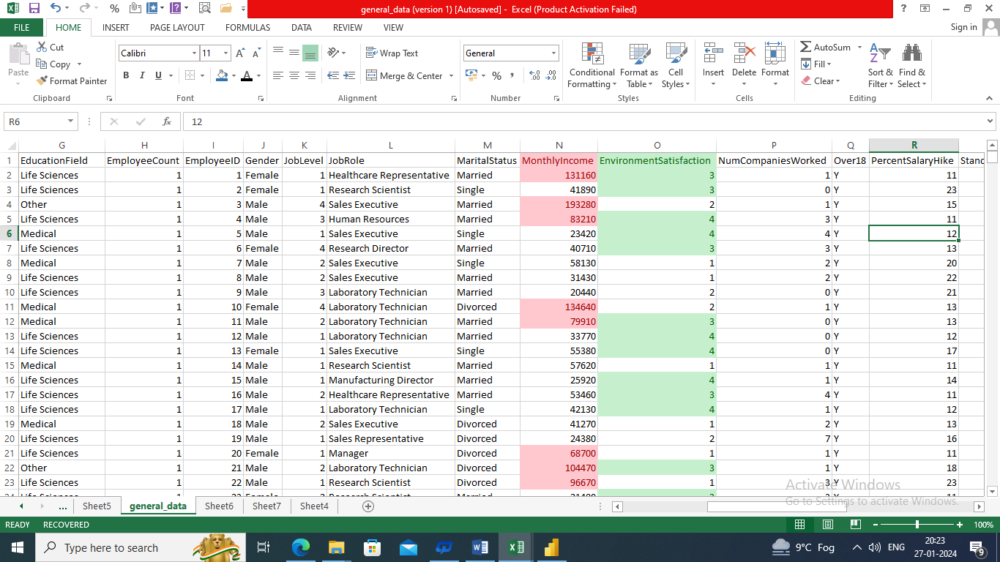 general_data (version 1) [Autosaved] - Excel (Product Activation Failed)
FILE HOME INSERT PAGE LAYOUT FORMULAS DATA REVIEW VIEW Sign in
Paste Cut Copy Format Painter Calibri 11 B I U Wrap Text Merge & Center General % Conditional Formatting Format as Table Cell Styles Insert Delete Format AutoSum Fill Clear Sort & Filter Find & Select
Clipboard Font Alignment Number Styles Cells Editing
R6 fx 12
G H I J K L M N O P Q R
1 EducationField EmployeeCount EmployeeID Gender JobLevel JobRole MaritalStatus MonthlyIncome EnvironmentSatisfaction NumCompaniesWorked Over18 PercentSalaryHike Stand
2 Life Sciences 1 1 Female 1 Healthcare Representative Married 131160 3 1 Y 11
3 Life Sciences 1 2 Female 1 Research Scientist Single 41890 3 0 Y 23
4 Other 1 3 Male 4 Sales Executive Married 193280 2 1 Y 15
5 Life Sciences 1 4 Male 3 Human Resources Married 83210 4 3 Y 11
6 Medical 1 5 Male 1 Sales Executive Single 23420 4 4 Y 12
7 Life Sciences 1 6 Female 4 Research Director Married 40710 3 3 Y 13
8 Medical 1 7 Male 2 Sales Executive Single 58130 1 2 Y 20
9 Life Sciences 1 8 Male 2 Sales Executive Married 31430 1 2 Y 22
10 Life Sciences 1 9 Male 3 Laboratory Technician Married 20440 2 0 Y 21
11 Medical 1 10 Female 4 Laboratory Technician Divorced 134640 2 1 Y 13
12 Medical 1 11 Male 2 Laboratory Technician Married 79910 3 0 Y 13
13 Life Sciences 1 12 Male 1 Laboratory Technician Married 33770 4 0 Y 12
14 Life Sciences 1 13 Female 1 Sales Executive Single 55380 4 0 Y 17
15 Medical 1 14 Male 1 Research Scientist Married 57620 1 1 Y 11
16 Life Sciences 1 15 Male 1 Manufacturing Director Married 25920 4 1 Y 14
17 Life Sciences 1 16 Male 2 Healthcare Representative Married 53460 3 4 Y 11
18 Life Sciences 1 17 Male 1 Laboratory Technician Single 42130 4 1 Y 12
19 Medical 1 18 Male 2 Sales Executive Divorced 41270 1 2 Y 13
20 Life Sciences 1 19 Male 1 Sales Representative Divorced 24380 2 7 Y 16
21 Life Sciences 1 20 Female 1 Manager Divorced 68700 1 1 Y 11
22 Other 1 21 Male 2 Laboratory Technician Divorced 104470 3 1 Y 18
23 Life Sciences 1 22 Male 1 Research Scientist Divorced 96670 1 3 Y 23
Activate Windows
Go to Settings to activate Windows.
... Sheet5 general_data Sheet6 Sheet7 Sheet4
READY RECOVERED 100%
Type here to search 9°C Fog ENG 20:23
27-01-2024 9